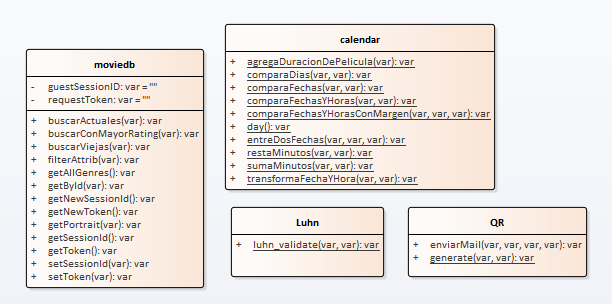 moviedb
- guestSessionID: var = ""
- requestToken: var = ""
+ buscarActuales(var): var
+ buscarConMayorRating(var): var
+ buscarViejas(var): var
+ filterAttrib(var): var
+ getAllGenres(): var
+ getById(var): var
+ getNewSessionId(): var
+ getNewToken(): var
+ getPortrait(var): var
+ getSessionId(): var
+ getToken(): var
+ setSessionId(var): var
+ setToken(var): var
calendar
+ agregaDuracionDePelicula(var): var
+ comparaDias(var, var): var
+ comparaFechas(var, var): var
+ comparaFechasYHoras(var, var): var
+ comparaFechasYHorasConMargen(var, var, var): var
+ day(): var
+ entreDosFechas(var, var, var): var
+ restaMinutos(var, var): var
+ sumaMinutos(var, var): var
+ transformaFechaYHora(var, var): var
Luhn
+ luhn_validate(var, var): var
QR
+ enviarMail(var, var, var, var): var
+ generate(var, var): var